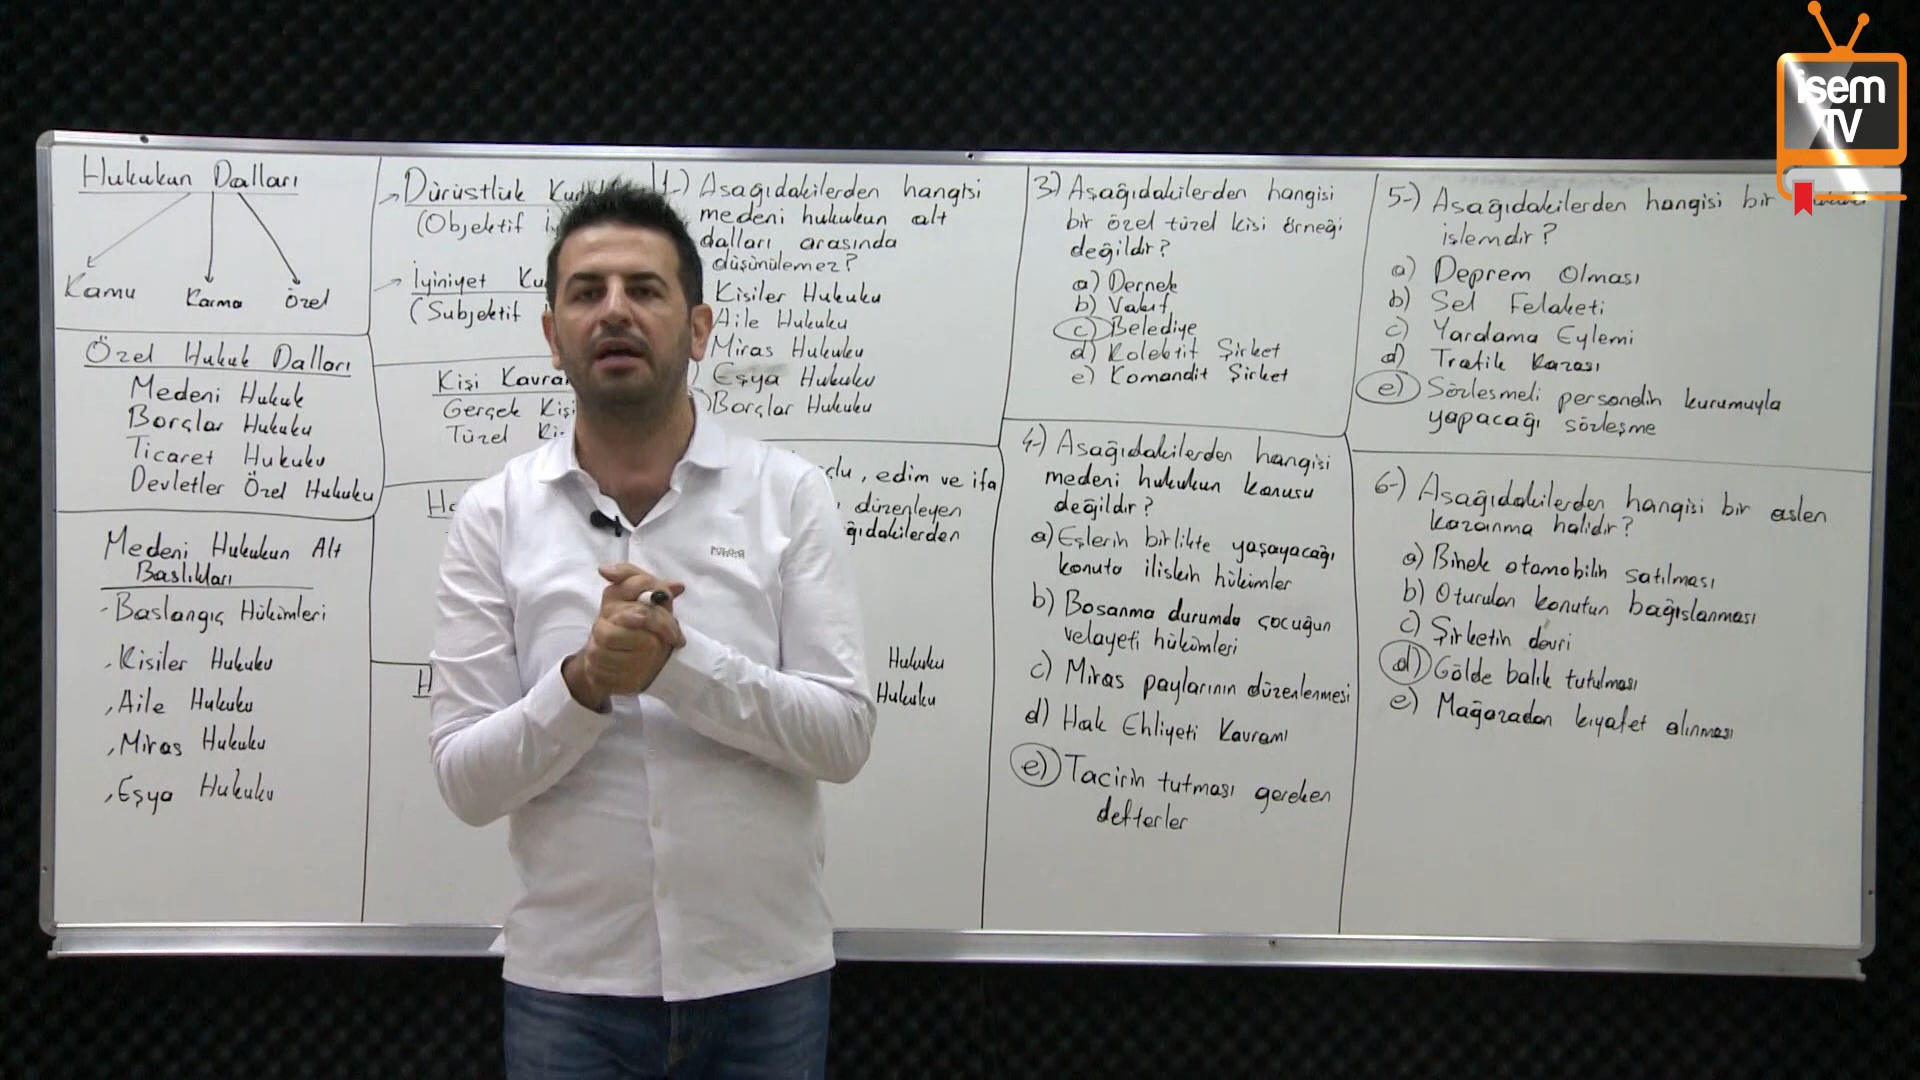 isem
TV
Hukukun Dalları
Kamu Karma Özel
Özel Hukuk Dalları
Medeni Hukuk
Borçlar Hukuku
Ticaret Hukuku
Devletler Özel Hukuku
Medeni Hukukun Alt
Başlıkları
Başlangıç Hükümleri
Kişiler Hukuku
Aile Hukuku
Miras Hukuku
Eşya Hukuku
Dürüstlük
(Objektif
İyiniyet
(Subjektif
Kişi
Gerçek
Tüzel
1-) Aşağıdakilerden hangisi
medeni hukukun alt
dalları arasında
düşünülemez?
Kişiler Hukuku
Aile Hukuku
Miras Hukuku
Eşya Hukuku
Borçlar Hukuku
, edim ve ifa
düzenleyen
Hukuku
Hukuku
3) Aşağıdakilerden hangisi
bir özel tüzel kişi örneği
değildir?
a) Dernek
b) Vakıf
c) Belediye
d) Kolektif Şirket
e) Komandit Şirket
4-) Aşağıdakilerden hangisi
medeni hukukun konusu
değildir?
a) Eşlerin birlikte yaşayacağı
konuta ilişkin hükümler
b) Boşanma durumda çocuğun
velayeti hükümleri
c) Miras paylarının düzenlenmesi
d) Hak Ehliyeti Kavramı
e) Tacirin tutması gereken
defterler
5-) Aşağıdakilerden hangisi bir
işlemdir?
a) Deprem Olması
b) Sel Felaketi
c) Yaralama Eylemi
d) Trafik Kazası
e) Sözleşmeli personelin kurumuyla
yapacağı sözleşme
6-) Aşağıdakilerden hangisi bir aslen
kazanma halidir?
a) Binek otomobilin satılması
b) Oturulan konutun bağışlanması
c) Şirketin devri
d) Gölde balık tutulması
e) Mağazadan kıyafet alınması